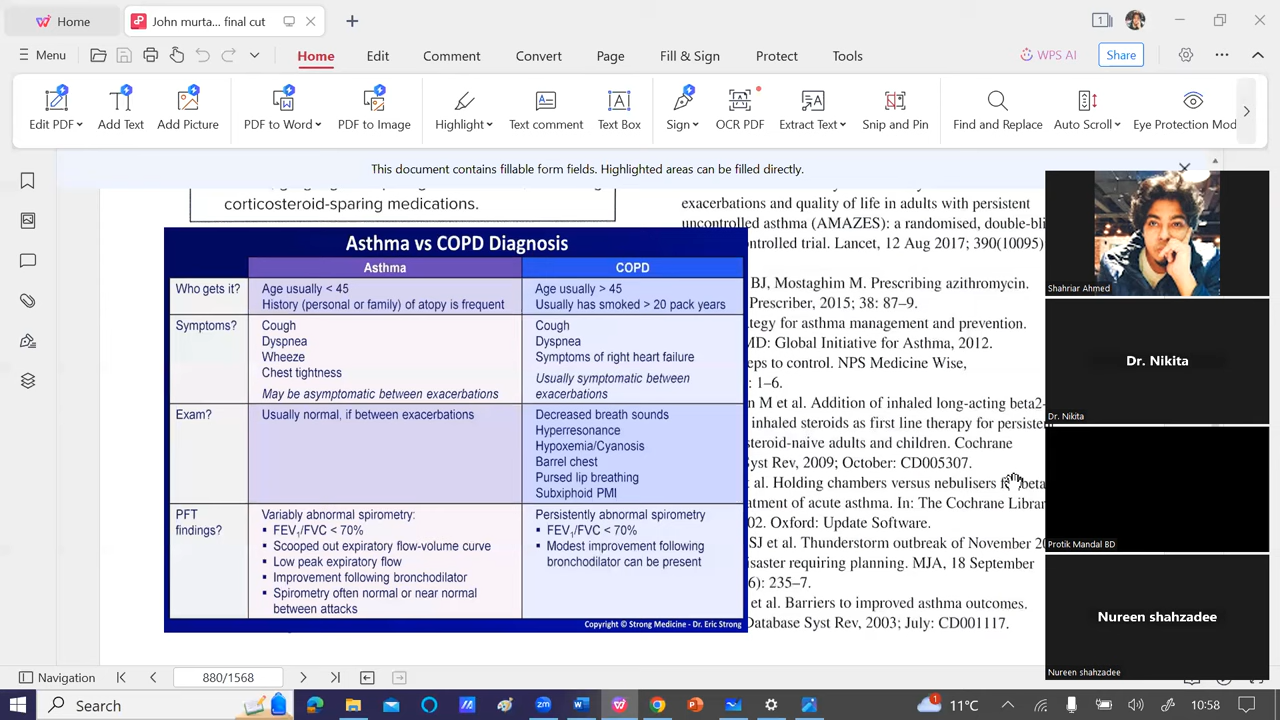 Home
John murta... final cut
1
Menu
Home
Edit
Comment
Convert
Page
Fill & Sign
Protect
Tools
WPS AI
Share
Edit PDF
Add Text
Add Picture
PDF to Word
PDF to Image
Highlight
Text comment
Text Box
Sign
OCR PDF
Extract Text
Snip and Pin
Find and Replace
Auto Scroll
Eye Protection Mod
This document contains fillable form fields. Highlighted areas can be filled directly.
corticosteroid-sparing medications.
Asthma vs COPD Diagnosis
Asthma
COPD
Who gets it?
Age usually < 45
History (personal or family) of atopy is frequent
Age usually > 45
Usually has smoked > 20 pack years
Symptoms?
Cough
Dyspnea
Wheeze
Chest tightness
May be asymptomatic between exacerbations
Cough
Dyspnea
Symptoms of right heart failure
Usually symptomatic between
exacerbations
Exam?
Usually normal, if between exacerbations
Decreased breath sounds
Hyperresonance
Hypoxemia/Cyanosis
Barrel chest
Pursed lip breathing
Subxiphoid PMI
PFT
findings?
Variably abnormal spirometry:
▪ FEV₁/FVC < 70%
▪ Scooped out expiratory flow-volume curve
▪ Low peak expiratory flow
▪ Improvement following bronchodilator
▪ Spirometry often normal or near normal
between attacks
Persistently abnormal spirometry
▪ FEV₁/FVC < 70%
▪ Modest improvement following
bronchodilator can be present
Copyright © Strong Medicine - Dr. Eric Strong
exacerbations and quality of life in adults with persistent
uncontrolled asthma (AMAZES): a randomised, double-bli
ntrolled trial. Lancet, 12 Aug 2017; 390(10095)
BJ, Mostaghim M. Prescribing azithromycin.
Prescriber, 2015; 38: 87–9.
tegy for asthma management and prevention.
MD: Global Initiative for Asthma, 2012.
eps to control. NPS Medicine Wise,
: 1–6.
n M et al. Addition of inhaled long-acting beta2-
inhaled steroids as first line therapy for persisten
steroid-naive adults and children. Cochrane
Syst Rev, 2009; October: CD005307.
t al. Holding chambers versus nebulisers f beta
atment of acute asthma. In: The Cochrane Librar
02. Oxford: Update Software.
SJ et al. Thunderstorm outbreak of November 20
isaster requiring planning. MJA, 18 September
6): 235–7.
et al. Barriers to improved asthma outcomes.
Database Syst Rev, 2003; July: CD001117.
Shahriar Ahmed
Dr. Nikita
Dr. Nikita
Protik Mandal BD
Nureen shahzadee
Nureen shahzadee
Navigation
880/1568
Search
1
11°C
10:58